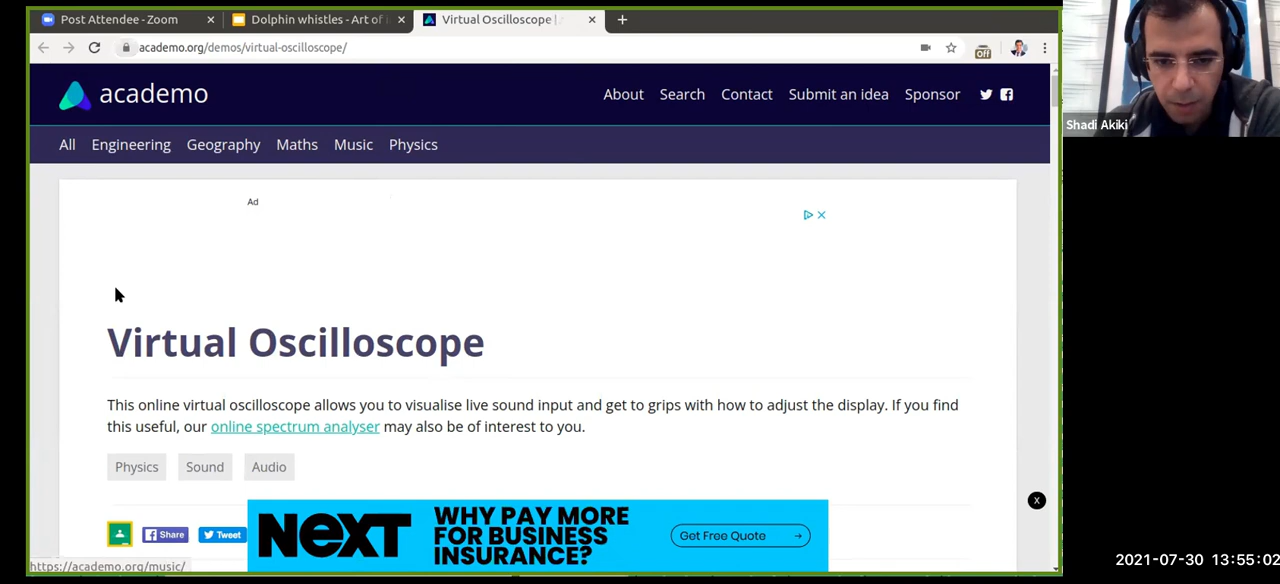 Post Attendee - Zoom
Dolphin whistles - Art of
Virtual Oscilloscope |
academo.org/demos/virtual-oscilloscope/
Off
academo
About Search Contact Submit an idea Sponsor
All Engineering Geography Maths Music Physics
Ad
Virtual Oscilloscope
This online virtual oscilloscope allows you to visualise live sound input and get to grips with how to adjust the display. If you find
this useful, our online spectrum analyser may also be of interest to you.
Physics Sound Audio
Share
Tweet
NEXT
WHY PAY MORE
FOR BUSINESS
INSURANCE?
Get Free Quote
X
https://academo.org/music/
Shadi Akiki
2021-07-30 13:55:02